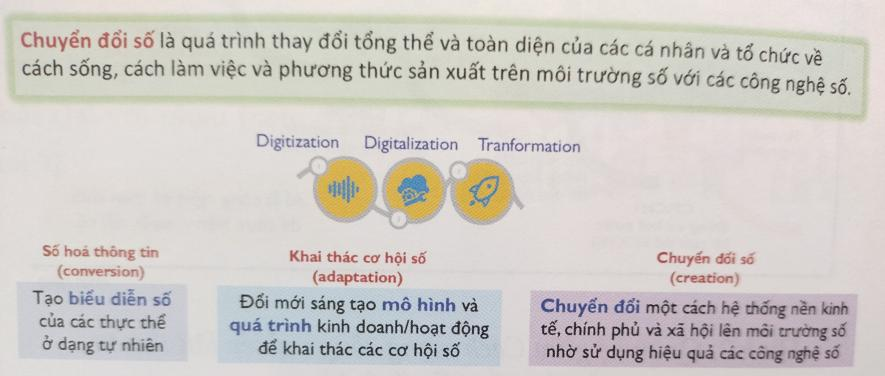 Chuyển đổi số là quá trình thay đổi tổng thể và toàn diện của các cá nhân và tổ chức về
cách sống, cách làm việc và phương thức sản xuất trên môi trường số với các công nghệ số.
Digitization Digitalization Tranformation
Số hoá thông tin
(conversion)
Tạo biểu diễn số
của các thực thể
ở dạng tự nhiên
Khai thác cơ hội số
(adaptation)
Đổi mới sáng tạo mô hình và
quá trình kinh doanh/hoạt động
để khai thác các cơ hội số
Chuyển đổi số
(creation)
Chuyển đổi một cách hệ thống nền kinh
tế, chính phủ và xã hội lên môi trường số
nhờ sử dụng hiệu quả các công nghệ số